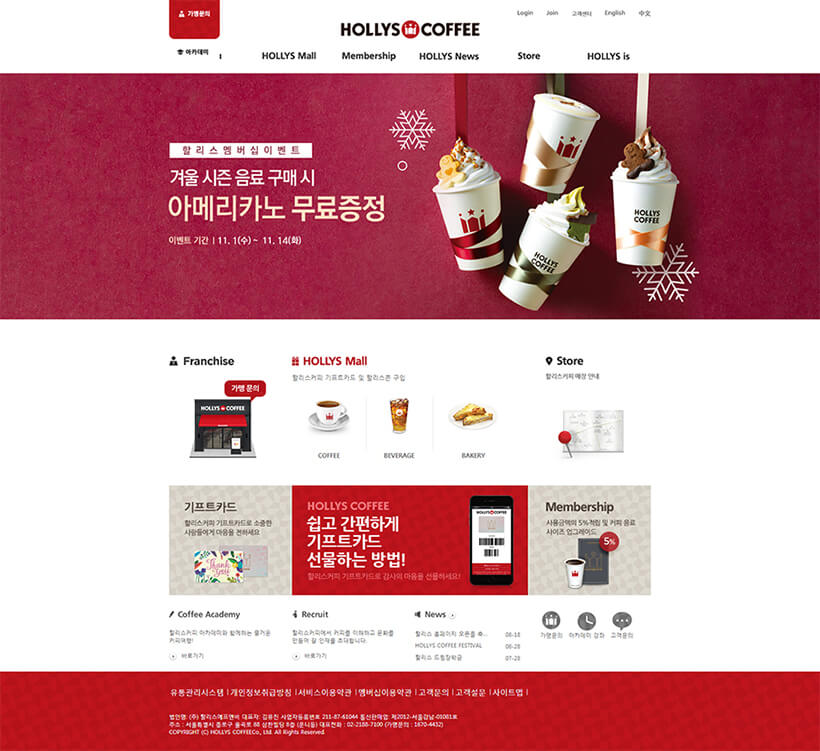 가맹문의
Login Join 고객센터 English 中文
HOLLYS COFFEE
아카데미
HOLLYS Mall Membership HOLLYS News Store HOLLYS is
할리스멤버십이벤트
겨울 시즌 음료 구매 시
아메리카노 무료증정
이벤트 기간 | 11. 1(수) ~ 11. 14(화)
HOLLYS
COFFEE
HOLLYS
COFFEE
Franchise
가맹 문의
HOLLYS COFFEE
HOLLYS Mall
할리스커피 기프트카드 및 할리스콘 구입
COFFEE BEVERAGE BAKERY
Store
할리스커피 매장 안내
기프트카드
할리스커피 기프트카드로 소중한
사람들에게 마음을 전하세요
Thank You
HOLLYS COFFEE
쉽고 간편하게
기프트카드
선물하는 방법!
할리스커피 기프트카드로 감사의 마음을 선물하세요!
HOLLYS COFFEE
Membership
사용금액의 5%적립 및 커피 음료
사이즈 업그레이드
5%
Coffee Academy
할리스커피 아카데미와 함께하는 즐거운
커피여행!
바로가기
Recruit
할리스커피에서 커피를 이해하고 문화를
만들어 갈 인재를 초대합니다.
바로가기
News
할리스 홈페이지 오픈을 축... 08-18
HOLLYS COFFEE FESTIVAL 08-28
할리스 드림장학금 07-28
가맹문의 아카데미 강좌 고객문의
유통관리시스템 | 개인정보취급방침 | 서비스이용약관 | 멤버십이용약관 | 고객문의 | 고객설문 | 사이트맵 |
법인명: (주) 할리스에프앤비 대표자: 김유진 사업자등록번호 211-87-61044 통신판매업: 제2012-서울강남-01081호
주소 : 서울특별시 종로구 율곡로 88 삼환빌딩 8층 (운니동) 대표전화 : 02-2188-7100 (가맹문의 : 1670-4432)
COPYRIGHT (C) HOLLYS COFFEECo., Ltd. All Rights Reserved.